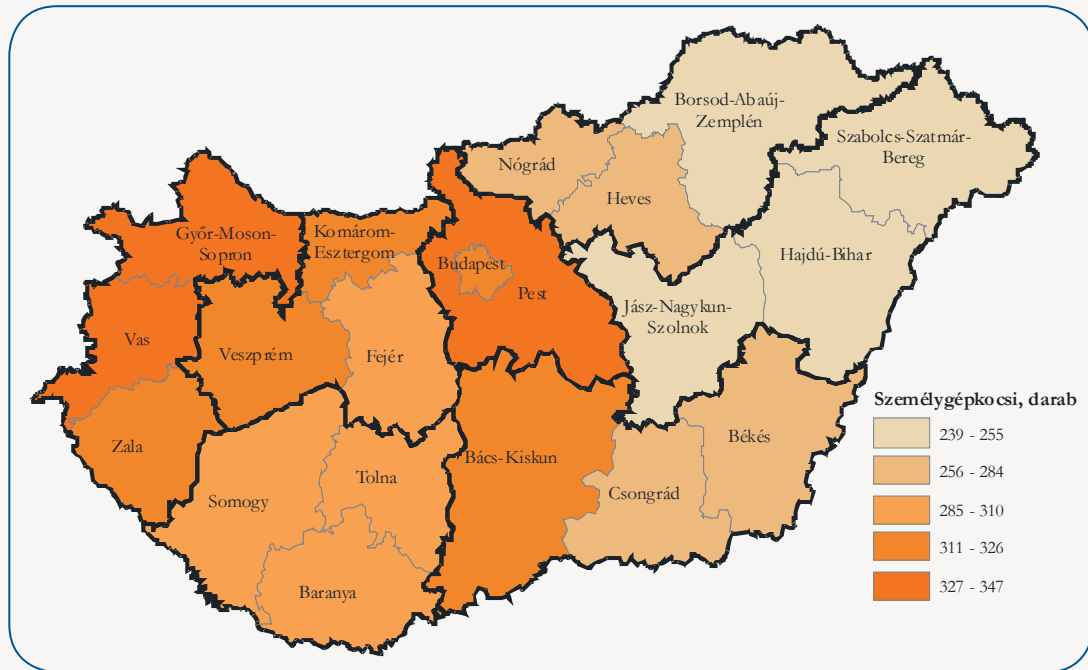 Borsod-Abaúj-
Zemplén
Szabolcs-Szatmár-
Bereg
Nógrád
Heves
Győr-Moson-
Sopron
Komárom-
Esztergom
Budapest
Pest
Hajdú-Bihar
Jász-Nagykun-
Szolnok
Vas
Veszprém
Fejér
Zala
Somogy
Tolna
Bács-Kiskun
Csongrád
Békés
Baranya
Személygépkocsi, darab
239 - 255
256 - 284
285 - 310
311 - 326
327 - 347